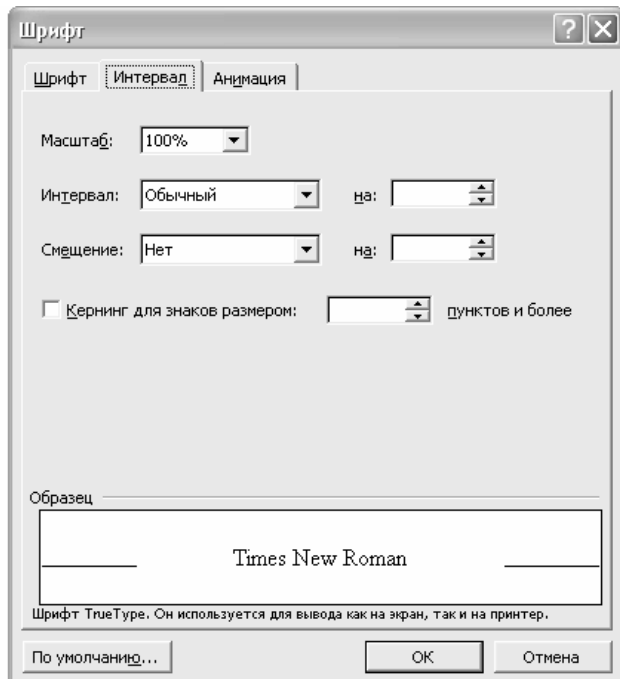 Шрифт
Шрифт Интервал Анимация
Масштаб: 100%
Интервал: Обычный на:
Смещение: Нет на:
Кернинг для знаков размером: пунктов и более
Образец
Times New Roman
Шрифт TrueType. Он используется для вывода как на экран, так и на принтер.
По умолчанию... ОК Отмена